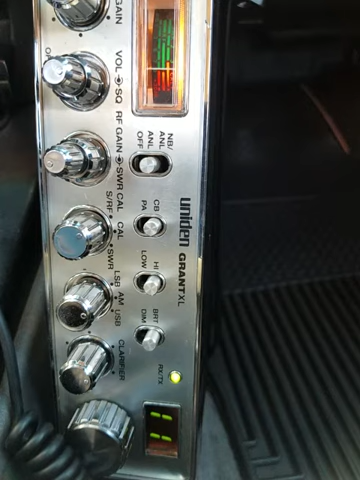 NB/
ANL
ANL
OFF
CB
PA
HI
LOW
BRT
DIM
RX/TX
uniden GRANT XL
11
GAIN
VOL
SQ
RF GAIN
SWR CAL
S/RF
CAL
SWR
LSB
AM
USB
CLARIFIER